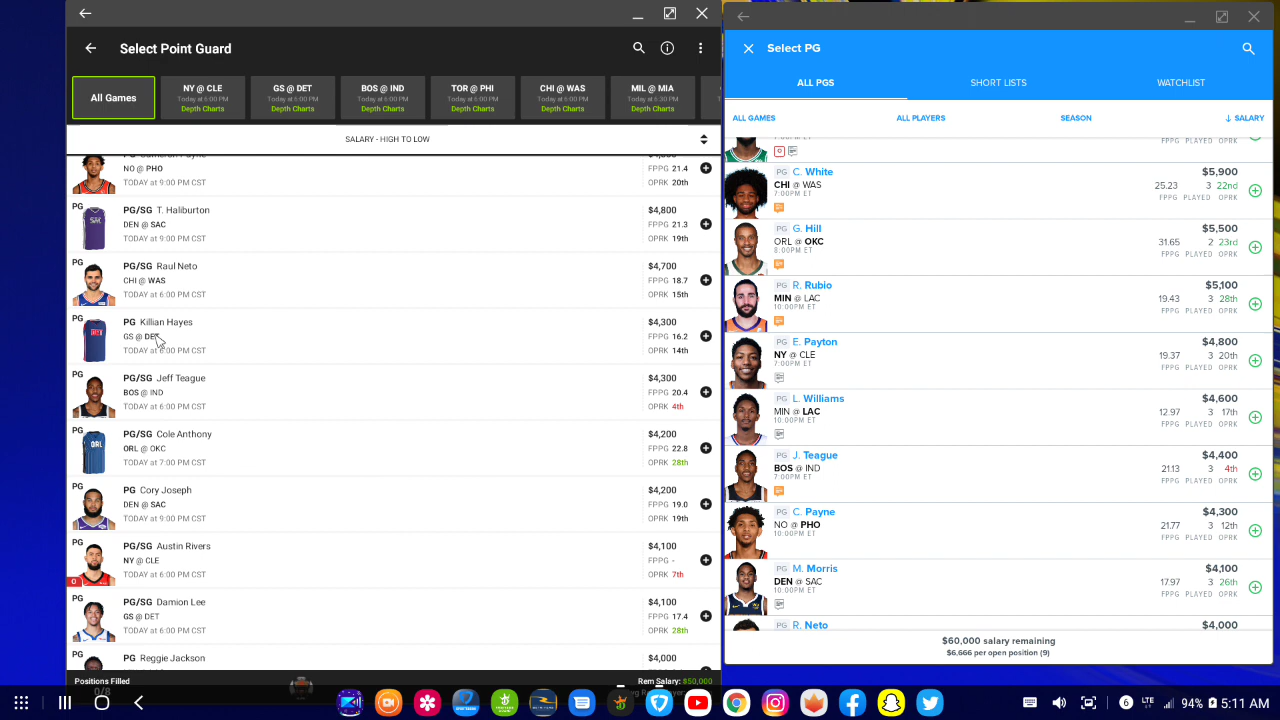 Select Point Guard
All Games
NY @ CLE
Today at 6:00 PM
Depth Charts
GS @ DET
Today at 6:00 PM
Depth Charts
BOS @ IND
Today at 6:00 PM
Depth Charts
TOR @ PHI
Today at 6:00 PM
Depth Charts
CHI @ WAS
Today at 6:00 PM
Depth Charts
MIL @ MIA
Today at 6:30 PM
Depth Charts
SALARY - HIGH TO LOW
NO @ PHO
FPPG 21.4
TODAY at 9:00 PM CST
OPRK 20th
PG
PG/SG T. Haliburton
$4,800
DEN @ SAC
FPPG 21.3
TODAY at 9:00 PM CST
OPRK 19th
PG
PG/SG Raul Neto
$4,700
CHI @ WAS
FPPG 18.7
TODAY at 6:00 PM CST
OPRK 15th
PG
PG Killian Hayes
$4,300
GS @ DET
FPPG 16.2
TODAY at 6:00 PM CST
OPRK 14th
PG
PG/SG Jeff Teague
$4,300
BOS @ IND
FPPG 20.4
TODAY at 6:00 PM CST
OPRK 4th
PG
PG/SG Cole Anthony
$4,200
ORL @ OKC
FPPG 22.8
TODAY at 7:00 PM CST
OPRK 28th
PG
PG Cory Joseph
$4,200
DEN @ SAC
FPPG 19.0
TODAY at 9:00 PM CST
OPRK 19th
PG
PG/SG Austin Rivers
$4,100
NY @ CLE
FPPG -
O
TODAY at 6:00 PM CST
OPRK 7th
PG
PG/SG Damion Lee
$4,100
GS @ DET
FPPG 17.4
TODAY at 6:00 PM CST
OPRK 28th
PG
PG Reggie Jackson
$4,000
Positions Filled
0/8
Rem Salary: $50,000
Select PG
ALL PGS
SHORT LISTS
WATCHLIST
ALL GAMES
ALL PLAYERS
SEASON
↓ SALARY
O
FPPG PLAYED OPRK
PG C. White
$5,900
CHI @ WAS
25.23 3 22nd
7:00PM ET
FPPG PLAYED OPRK
PG G. Hill
$5,500
ORL @ OKC
31.65 2 23rd
8:00PM ET
FPPG PLAYED OPRK
PG R. Rubio
$5,100
MIN @ LAC
19.43 3 28th
10:00PM ET
FPPG PLAYED OPRK
PG E. Payton
$4,800
NY @ CLE
19.37 3 20th
7:00PM ET
FPPG PLAYED OPRK
PG L. Williams
$4,600
MIN @ LAC
12.97 3 17th
10:00PM ET
FPPG PLAYED OPRK
PG J. Teague
$4,400
BOS @ IND
21.13 3 4th
7:00PM ET
FPPG PLAYED OPRK
PG C. Payne
$4,300
NO @ PHO
21.77 3 12th
10:00PM ET
FPPG PLAYED OPRK
PG M. Morris
$4,100
DEN @ SAC
17.97 3 26th
10:00PM ET
FPPG PLAYED OPRK
PG R. Neto
$4,000
$60,000 salary remaining
$6,666 per open position (9)
6 LTE 94% 5:11 AM